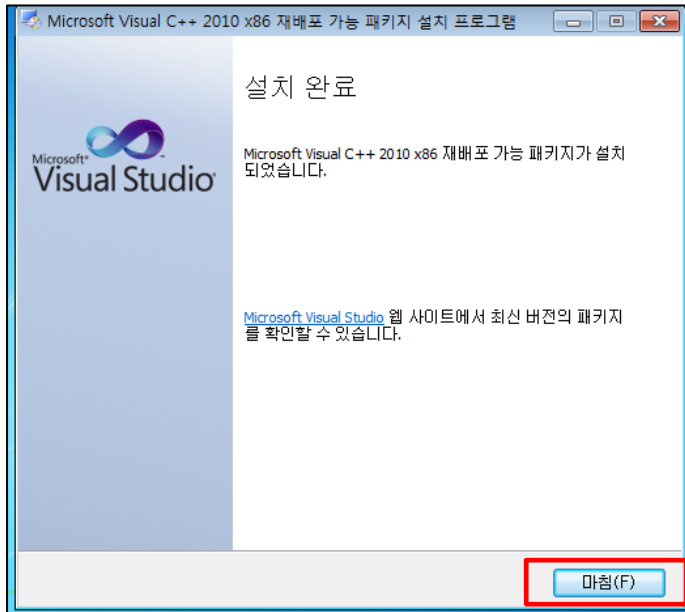 Microsoft Visual C++ 2010 x86 재배포 가능 패키지 설치 프로그램
설치 완료
Microsoft
Visual Studio
Microsoft Visual C++ 2010 x86 재배포 가능 패키지가 설치
되었습니다.
Microsoft Visual Studio 웹 사이트에서 최신 버전의 패키지
를 확인할 수 있습니다.
마침(F)